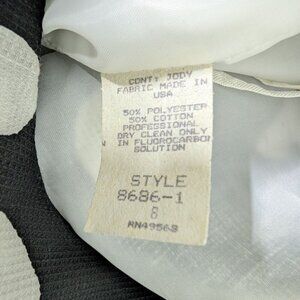 CONT: JODY
FABRIC MADE IN
USA
50% POLYESTER
50% COTTON
PROFESSIONAL
DRY CLEAN ONLY
IN FLUOROCARBON
SOLUTION
STYLE
8686-1
8
RN49568